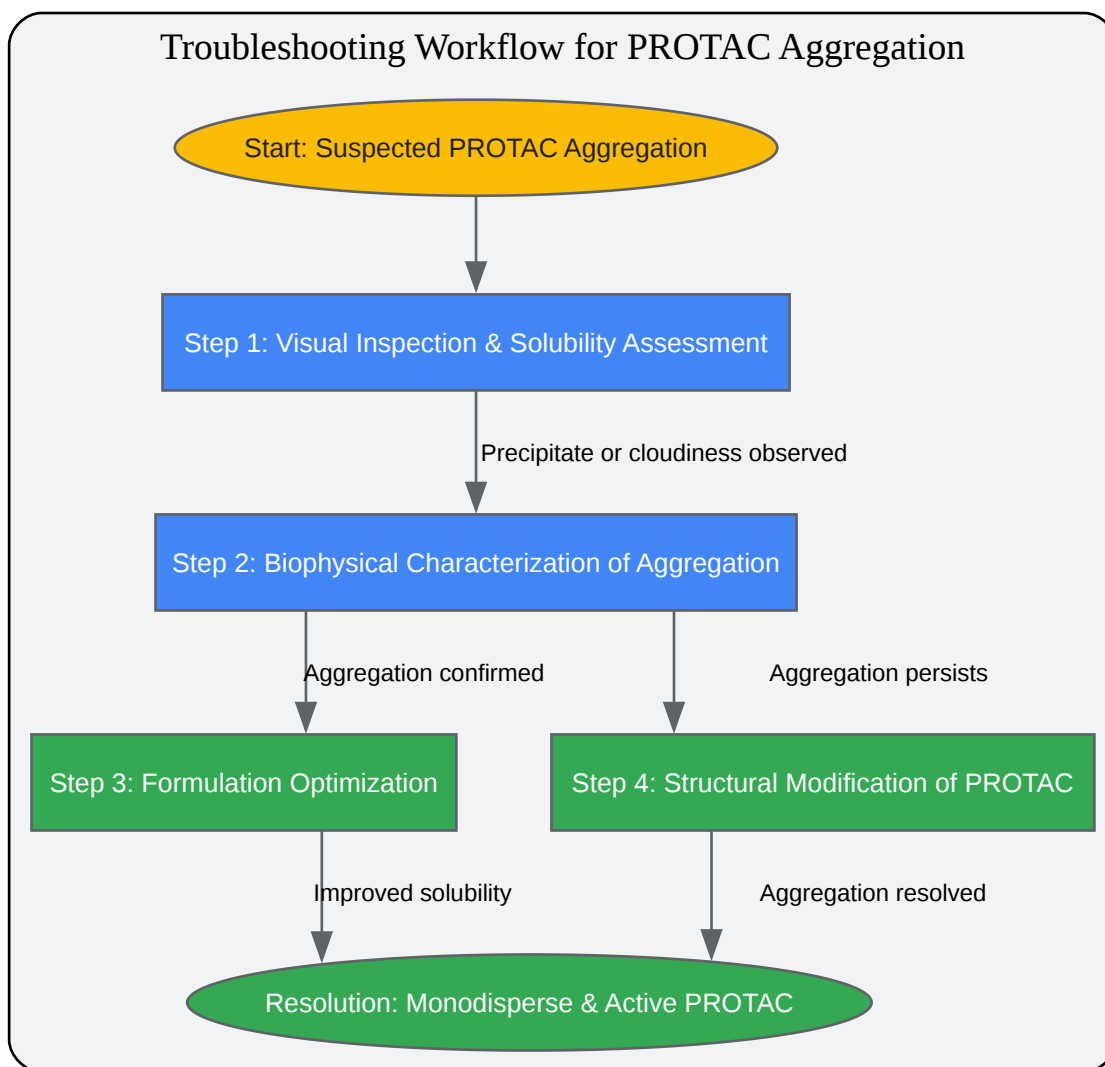 Troubleshooting Workflow for PROTAC Aggregation
Start: Suspected PROTAC Aggregation
Step 1: Visual Inspection & Solubility Assessment
Precipitate or cloudiness observed
Step 2: Biophysical Characterization of Aggregation
Aggregation confirmed
Aggregation persists
Step 3: Formulation Optimization
Step 4: Structural Modification of PROTAC
Improved solubility
Aggregation resolved
Resolution: Monodisperse & Active PROTAC